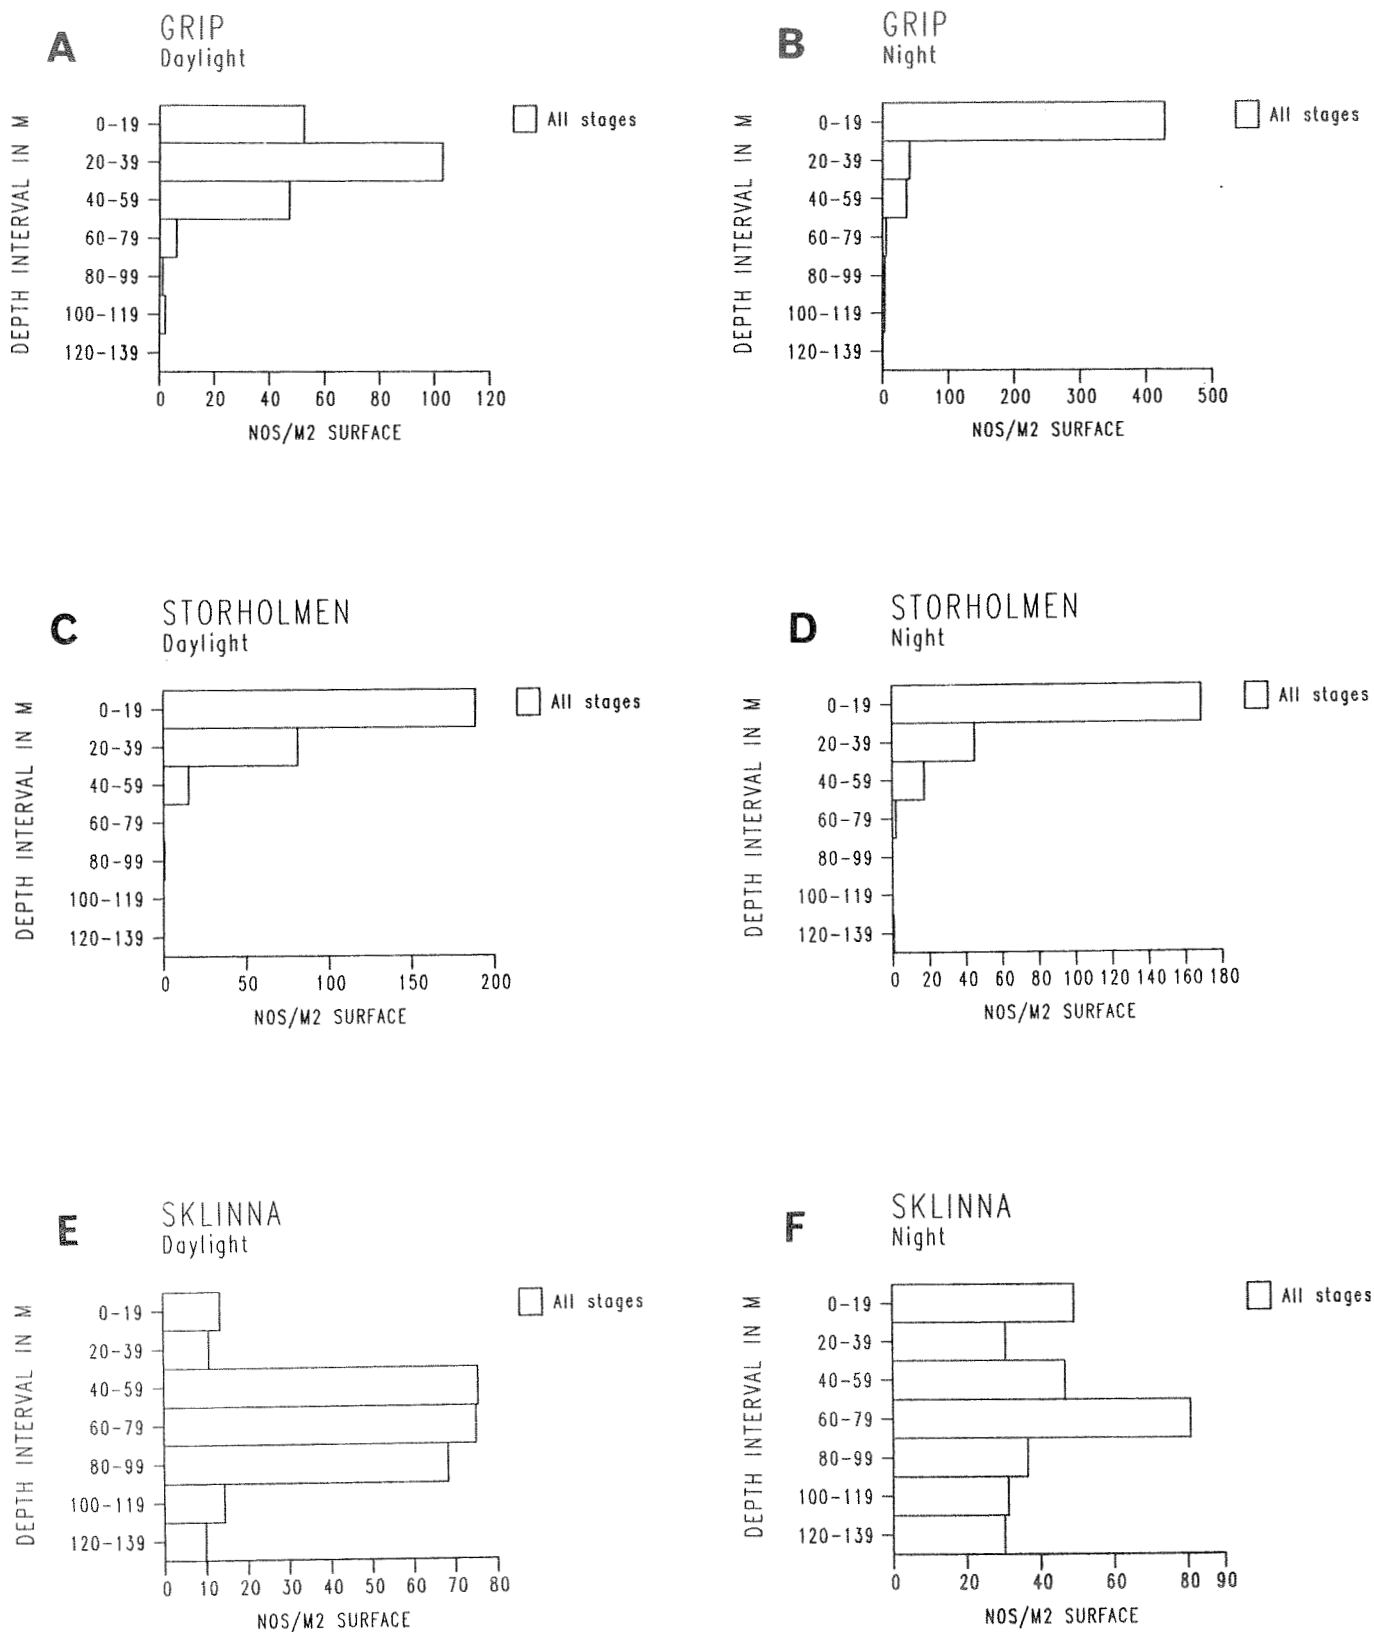 A
GRIP
Daylight
DEPTH INTERVAL IN M
0-19
20-39
40-59
60-79
80-99
100-119
120-139
All stages
0 20 40 60 80 100 120
NOS/M2 SURFACE
B
GRIP
Night
DEPTH INTERVAL IN M
0-19
20-39
40-59
60-79
80-99
100-119
120-139
All stages
0 100 200 300 400 500
NOS/M2 SURFACE
C
STORHOLMEN
Daylight
DEPTH INTERVAL IN M
0-19
20-39
40-59
60-79
80-99
100-119
120-139
All stages
0 50 100 150 200
NOS/M2 SURFACE
D
STORHOLMEN
Night
DEPTH INTERVAL IN M
0-19
20-39
40-59
60-79
80-99
100-119
120-139
All stages
0 20 40 60 80 100 120 140 160 180
NOS/M2 SURFACE
E
SKLINNA
Daylight
DEPTH INTERVAL IN M
0-19
20-39
40-59
60-79
80-99
100-119
120-139
All stages
0 10 20 30 40 50 60 70 80
NOS/M2 SURFACE
F
SKLINNA
Night
DEPTH INTERVAL IN M
0-19
20-39
40-59
60-79
80-99
100-119
120-139
All stages
0 20 40 60 80 90
NOS/M2 SURFACE